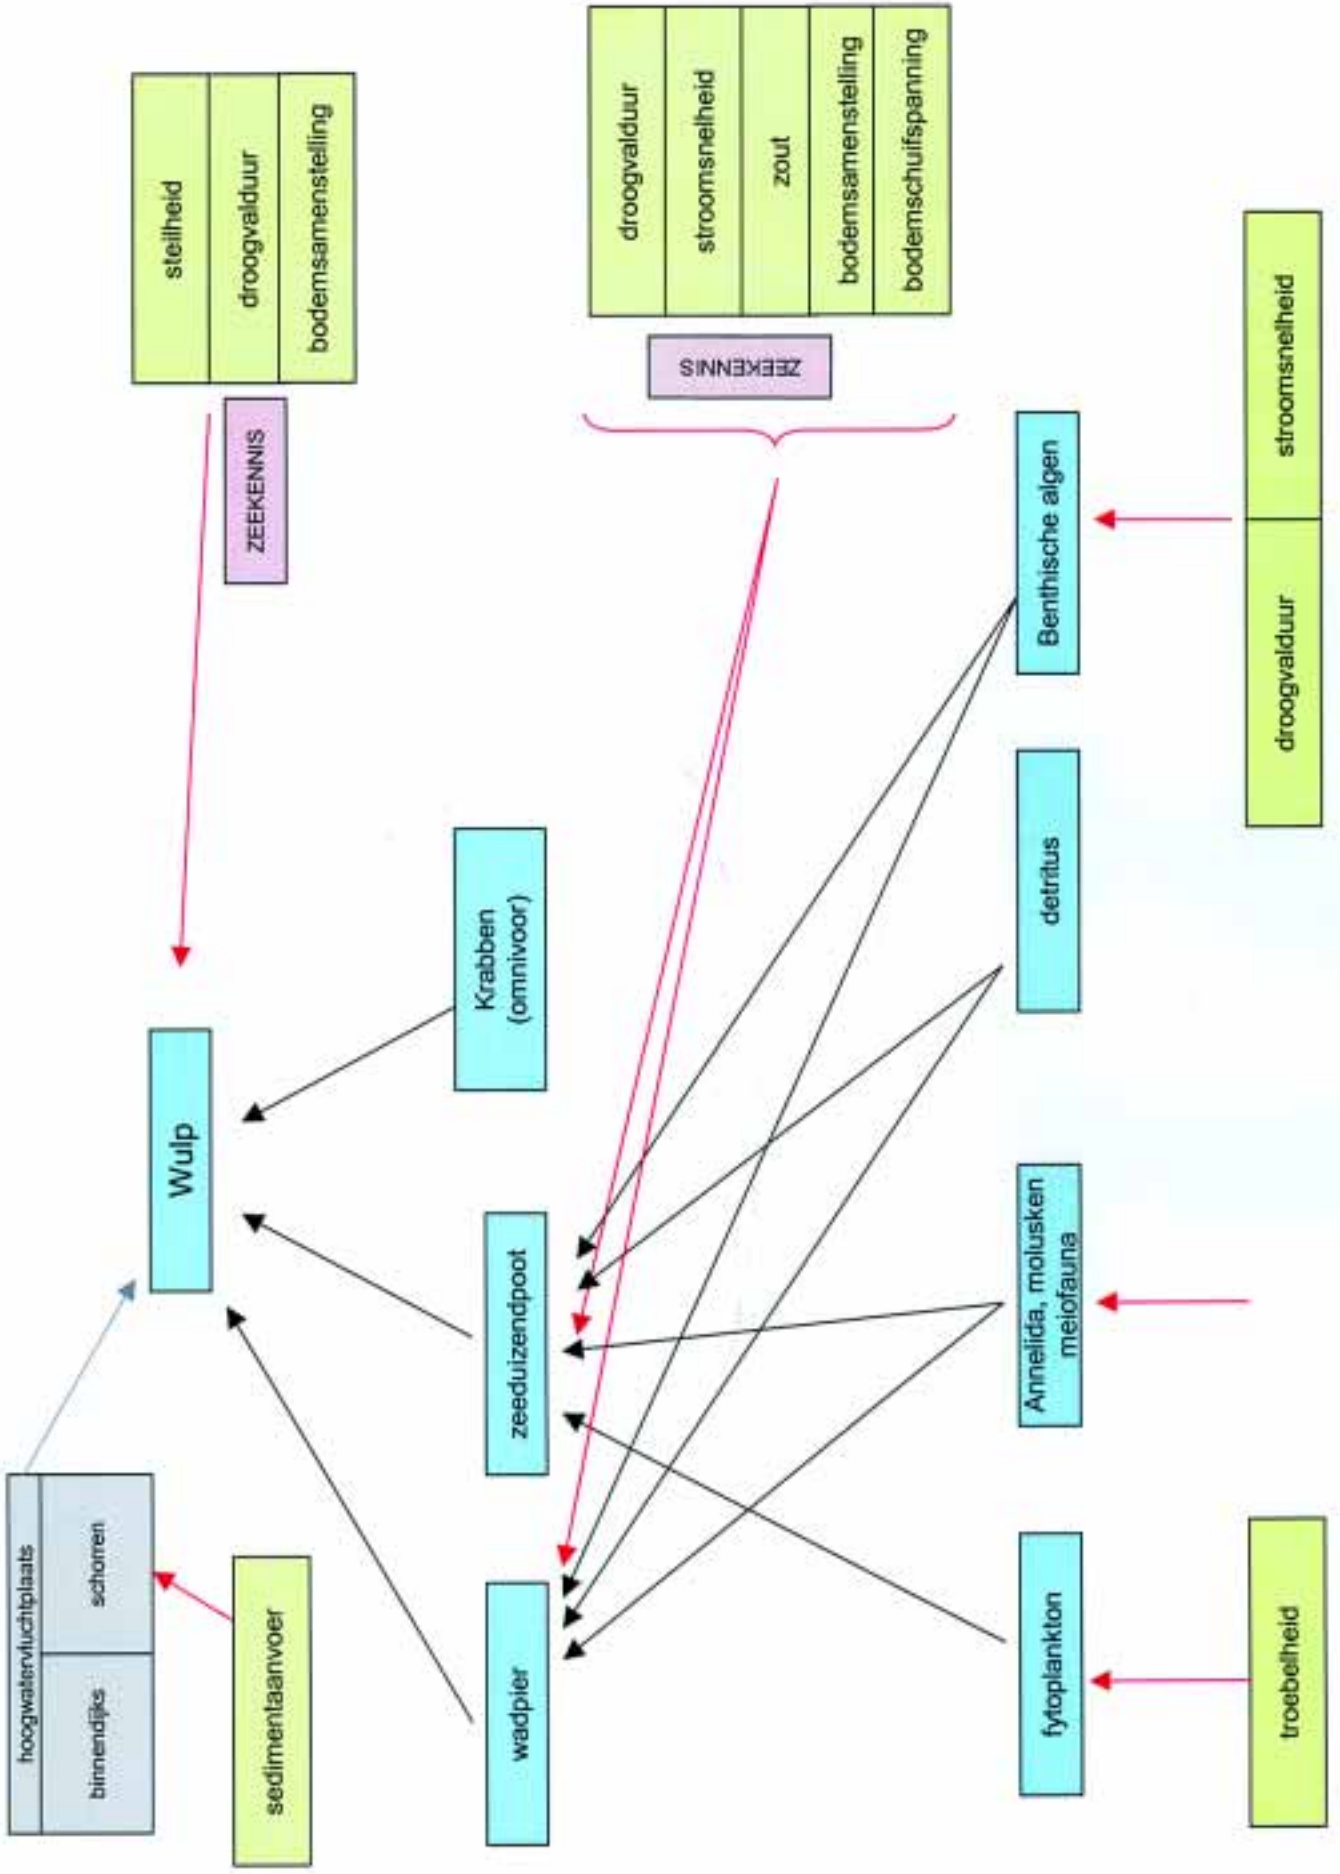 hoogwatervluchtplaats
binnendijks
schorren
sedimentaanvoer
Wulp
steilheid
droogvalduur
bodemsamenstelling
ZEEKENNIS
wadpier
zeeduizendpoot
Krabben
(omnivoor)
ZEEKENNIS
droogvalduur
stroomsnelheid
zout
bodemsamenstelling
bodemschuifspanning
fytoplankton
Annelida, molusken
meiofauna
detritus
Benthische algen
troebelheid
droogvalduur
stroomsnelheid